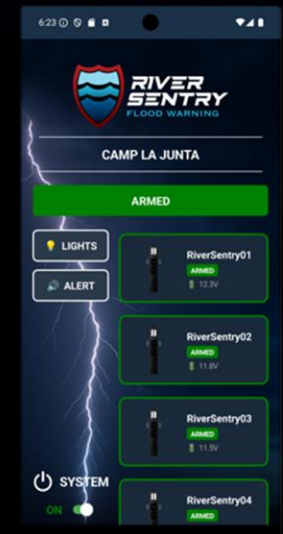 6:23
RIVER
SENTRY
FLOOD WARNING
CAMP LA JUNTA
ARMED
LIGHTS
ALERT
RiverSentry01
ARMED
12.3V
RiverSentry02
ARMED
11.8V
RiverSentry03
ARMED
11.5V
RiverSentry04
ARMED
SYSTEM
ON